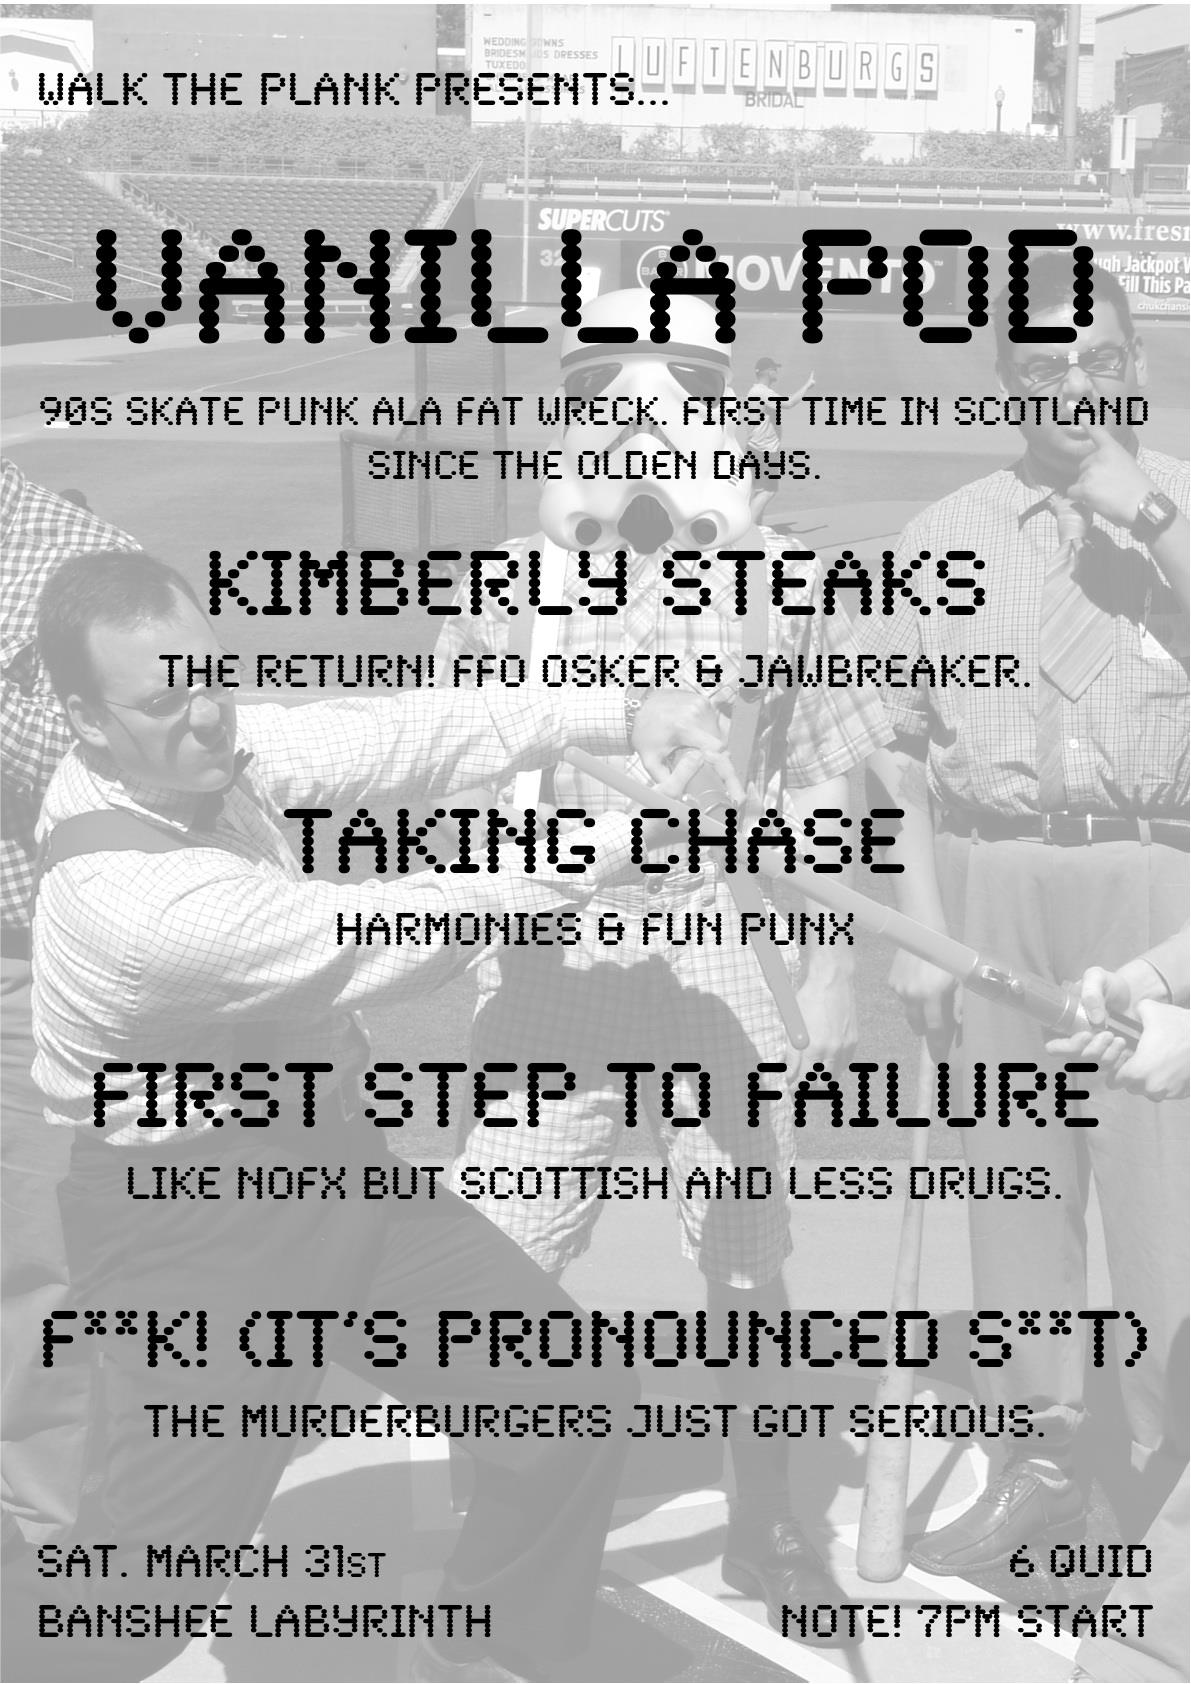 WEDDING GOWNS
BRIDESMAIDS DRESSES
TUXEDO
LUFTENBURGS
BRIDAL
WALK THE PLANK PRESENTS...
SUPERCUTS
www.fres
32
MOVENTO
ugh Jackpot W
Fill This Pa
chukchansi
VANILLA POD
90S SKATE PUNK ALA FAT WRECK. FIRST TIME IN SCOTLAND
SINCE THE OLDEN DAYS.
KIMBERLY STEAKS
THE RETURN! FFO OSKER & JAWBREAKER.
TAKING CHASE
HARMONIES & FUN PUNX
FIRST STEP TO FAILURE
LIKE NOFX BUT SCOTTISH AND LESS DRUGS.
F**K! (IT'S PRONOUNCED S**T)
THE MURDERBURGERS JUST GOT SERIOUS.
SAT. MARCH 31ST
6 QUID
BANSHEE LABYRINTH
NOTE! 7PM START